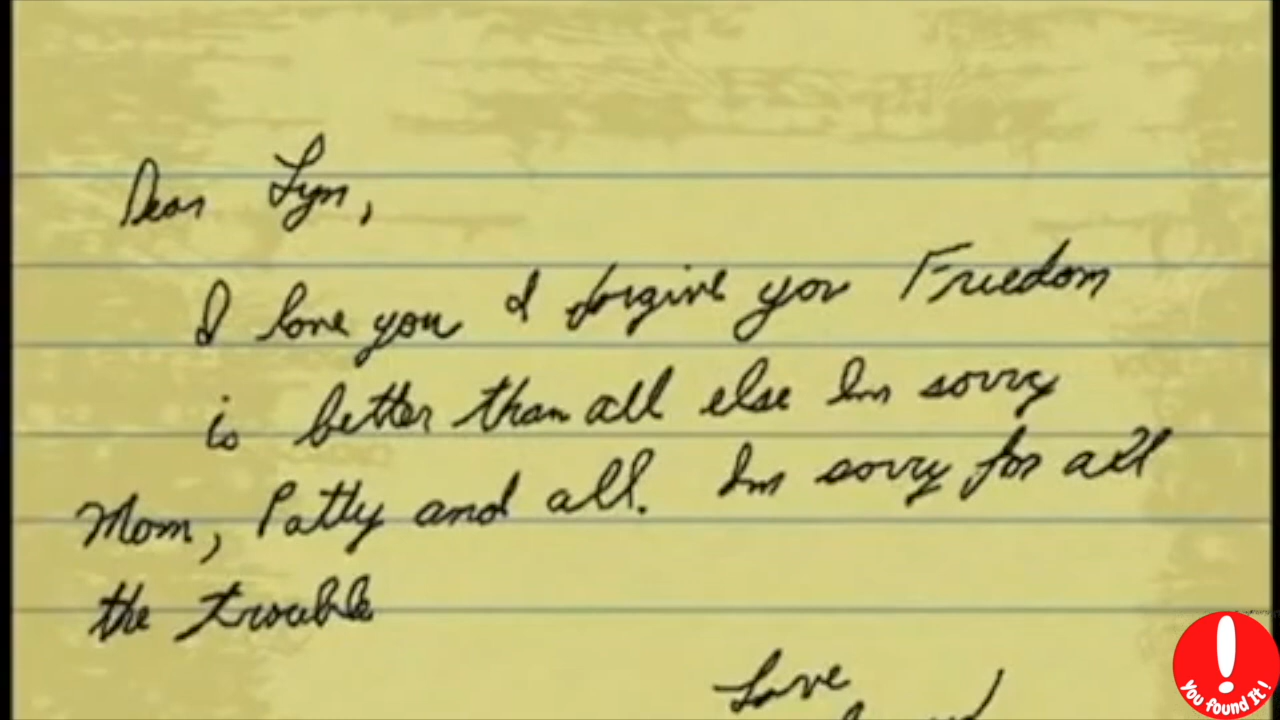 Dear Lyn,
I love you I forgive you Freedom
is better than all else Im sorry
Mom, Patty and all. Im sorry for all
the trouble
Love
You found It!